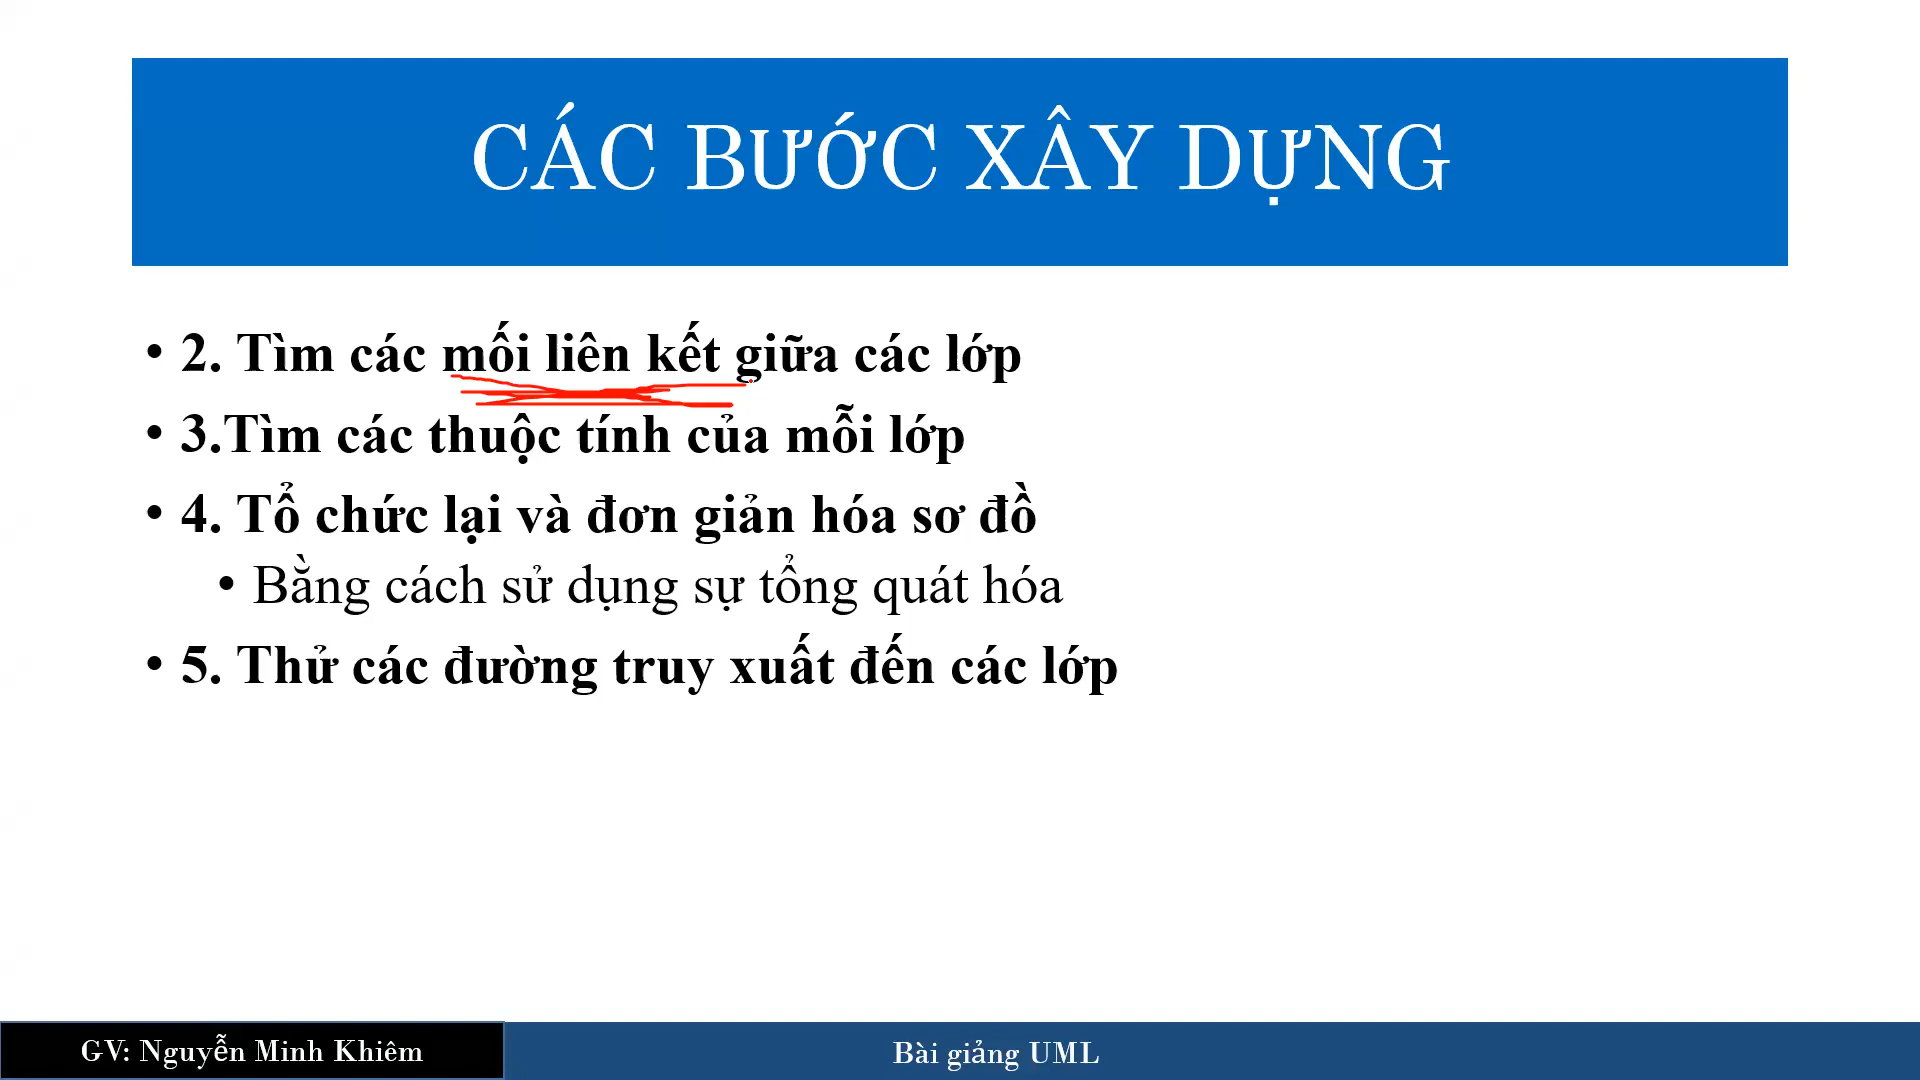 CÁC BƯỚC XÂY DỰNG
• 2. Tìm các mối liên kết giữa các lớp
• 3.Tìm các thuộc tính của mỗi lớp
• 4. Tổ chức lại và đơn giản hóa sơ đồ
• Bằng cách sử dụng sự tổng quát hóa
• 5. Thử các đường truy xuất đến các lớp
GV: Nguyễn Minh Khiêm
Bài giảng UML